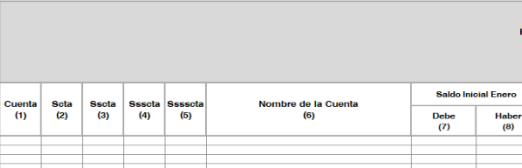 Cuenta Scta Sscta Ssscta Sssscta Nombre de la Cuenta Saldo Inicial Enero
(1) (2) (3) (4) (5) (6)
Debe Haber
(7) (8)